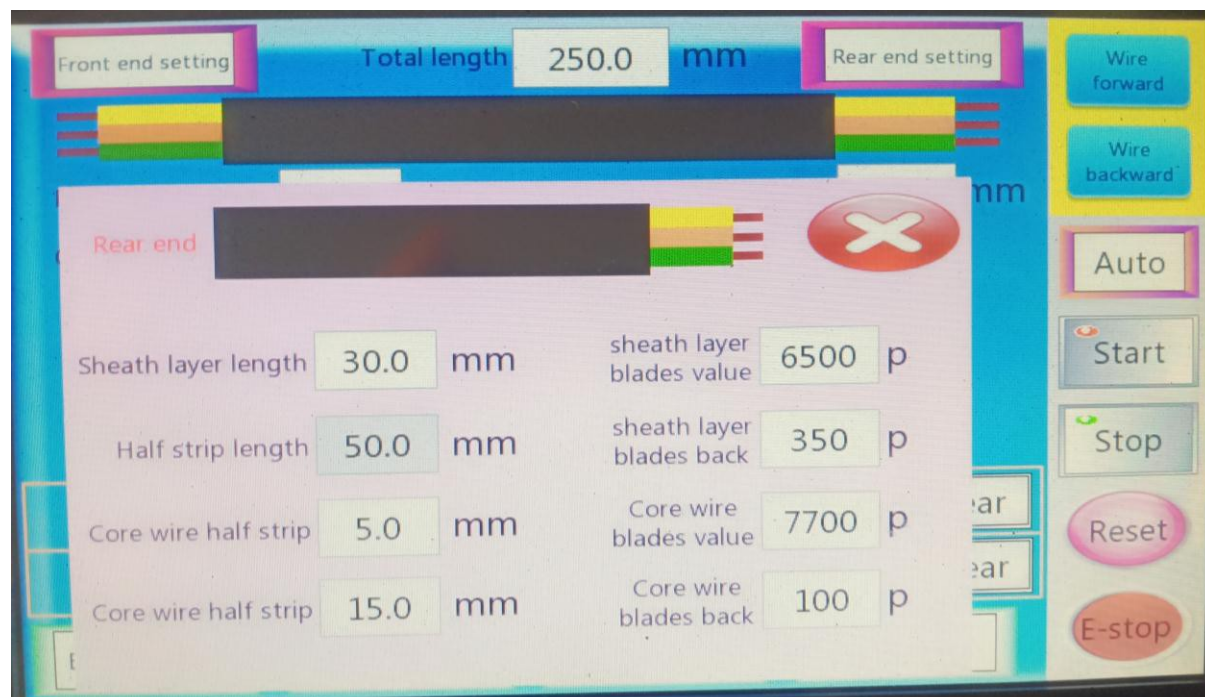 Front end setting
Total length 250.0 mm
Rear end setting
Wire
forward
Wire
backward
mm
Rear end
Auto
Sheath layer length 30.0 mm
sheath layer
blades value 6500 p
Start
Half strip length 50.0 mm
sheath layer
blades back 350 p
Stop
Core wire half strip 5.0 mm
Core wire
blades value 7700 p
Reset
Core wire half strip 15.0 mm
Core wire
blades back 100 p
E-stop